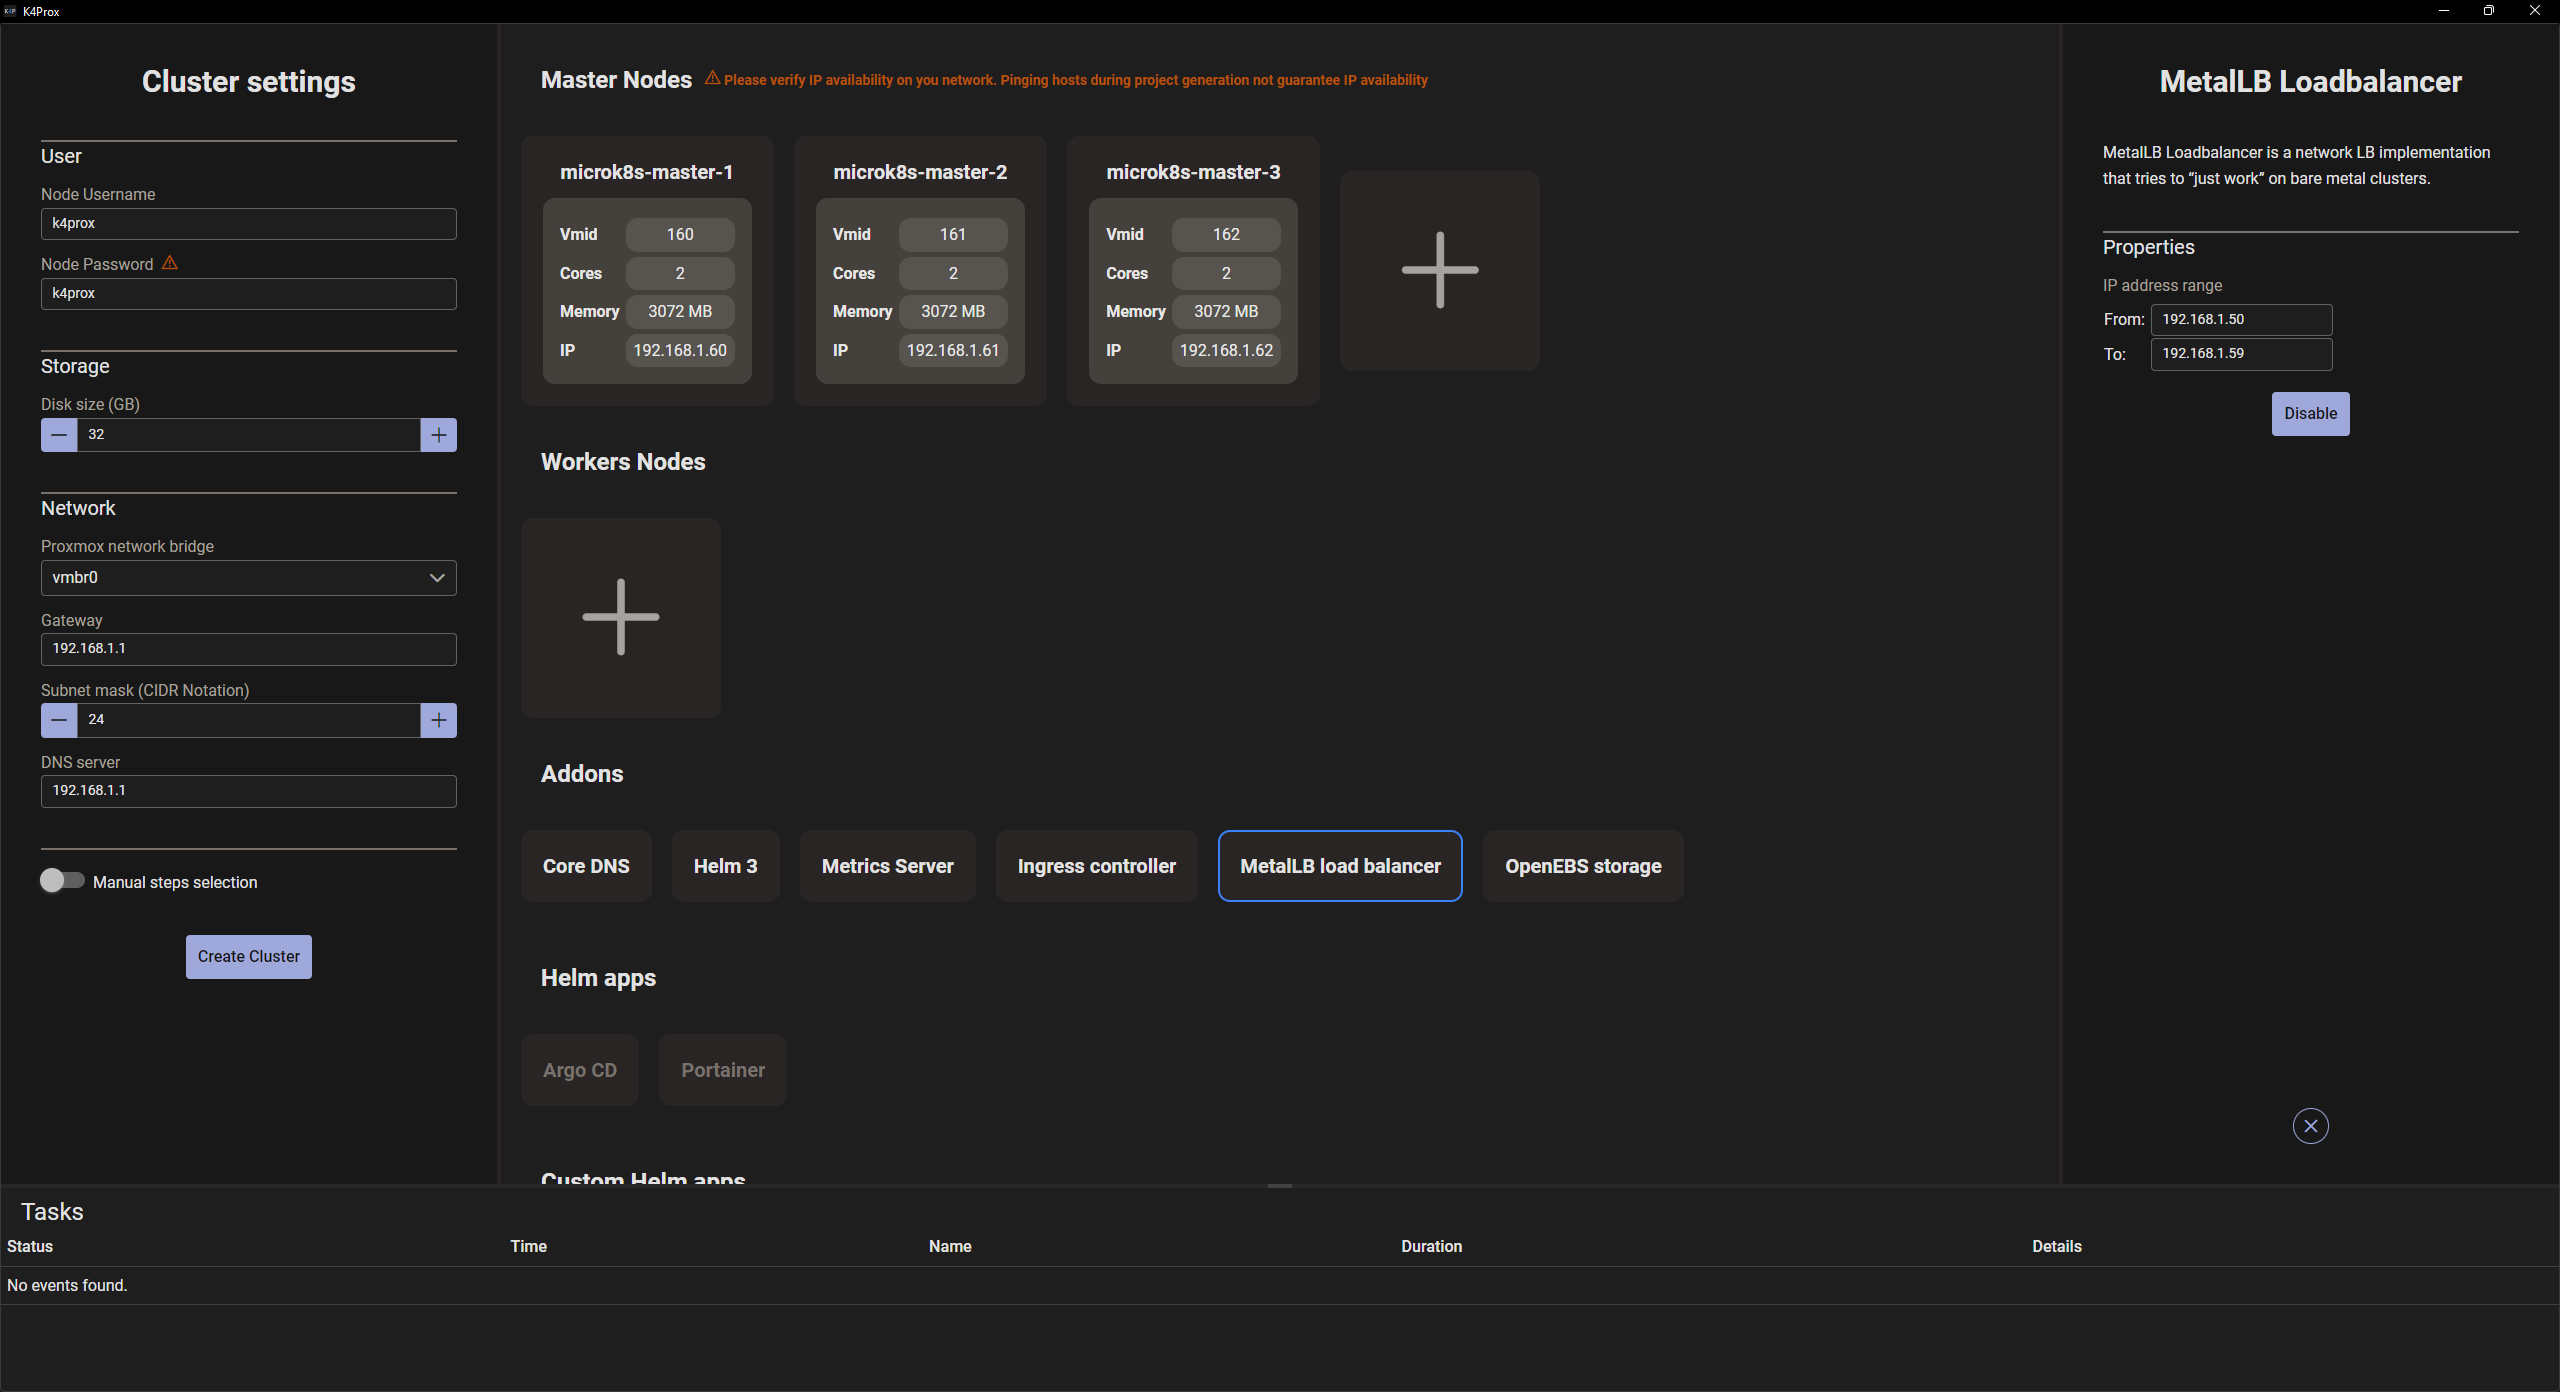 K4Prox
Cluster settings
User
Node Username
k4prox
Node Password
k4prox
Storage
Disk size (GB)
32
Network
Proxmox network bridge
vmbr0
Gateway
192.168.1.1
Subnet mask (CIDR Notation)
24
DNS server
192.168.1.1
Manual steps selection
Create Cluster
Master Nodes Please verify IP availability on you network. Pinging hosts during project generation not guarantee IP availability
microk8s-master-1
Vmid 160
Cores 2
Memory 3072 MB
IP 192.168.1.60
microk8s-master-2
Vmid 161
Cores 2
Memory 3072 MB
IP 192.168.1.61
microk8s-master-3
Vmid 162
Cores 2
Memory 3072 MB
IP 192.168.1.62
Workers Nodes
Addons
Core DNS
Helm 3
Metrics Server
Ingress controller
MetalLB load balancer
OpenEBS storage
Helm apps
Argo CD
Portainer
Custom Helm apps
MetalLB Loadbalancer
MetalLB Loadbalancer is a network LB implementation
that tries to “just work” on bare metal clusters.
Properties
IP address range
From: 192.168.1.50
To: 192.168.1.59
Disable
Tasks
Status Time Name Duration Details
No events found.